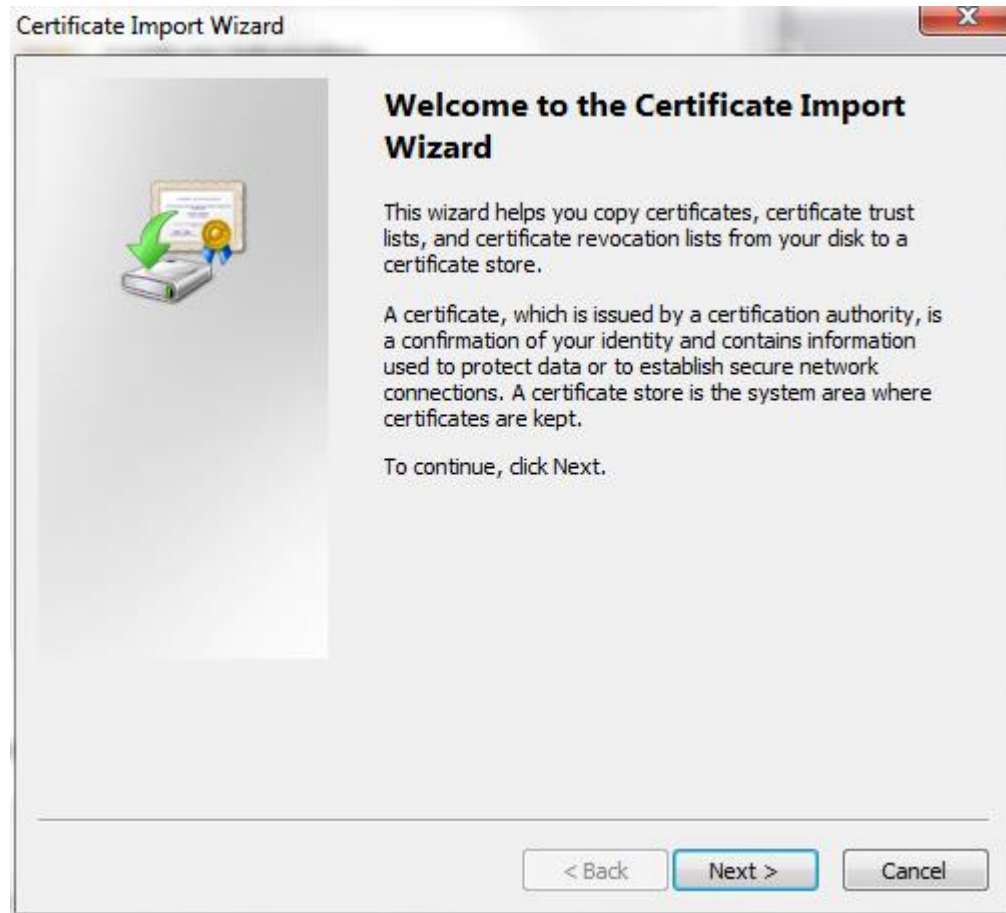 Certificate Import Wizard
Welcome to the Certificate Import
Wizard
This wizard helps you copy certificates, certificate trust
lists, and certificate revocation lists from your disk to a
certificate store.
A certificate, which is issued by a certification authority, is
a confirmation of your identity and contains information
used to protect data or to establish secure network
connections. A certificate store is the system area where
certificates are kept.
To continue, click Next.
< Back Next > Cancel